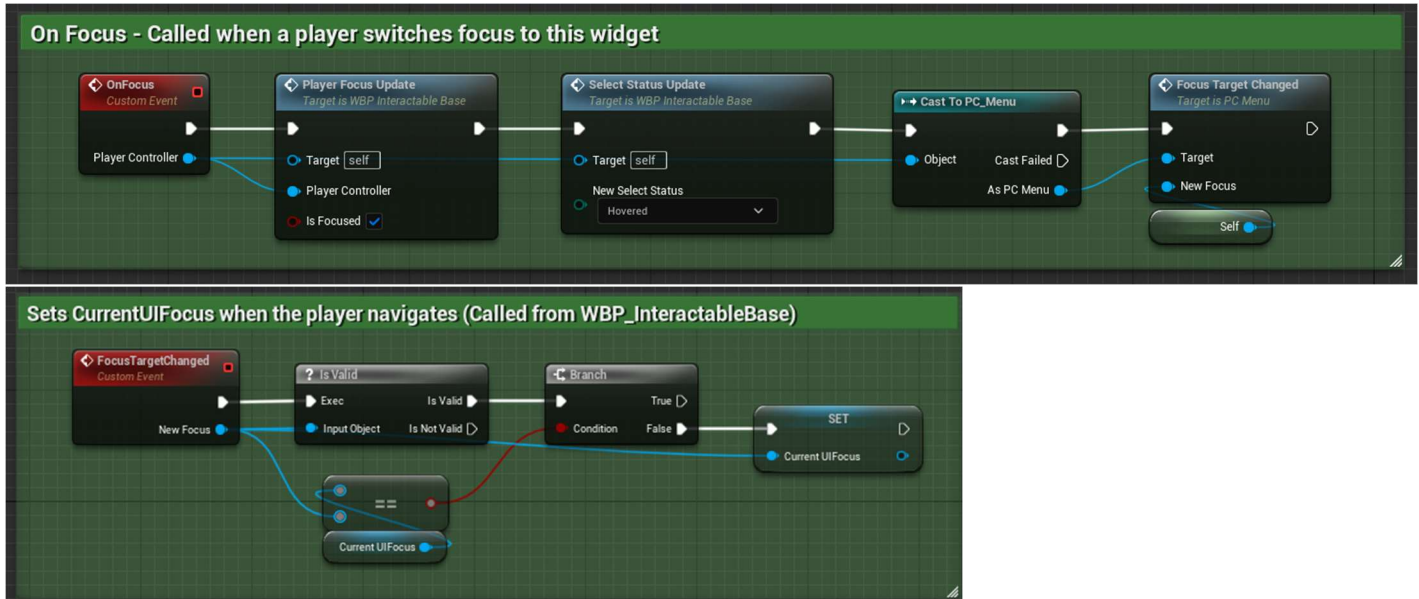 On Focus - Called when a player switches focus to this widget
OnFocus
Custom Event
Player Controller
Player Focus Update
Target is WBP Interactable Base
Target self
Player Controller
Is Focused
Select Status Update
Target is WBP Interactable Base
Target self
New Select Status
Hovered
Cast To PC_Menu
Object Cast Failed
As PC Menu
Focus Target Changed
Target is PC Menu
Target
New Focus
Self
Sets CurrentUIFocus when the player navigates (Called from WBP_InteractableBase)
FocusTargetChanged
Custom Event
New Focus
? Is Valid
Exec Is Valid
Input Object Is Not Valid
==
Current UIFocus
Branch
True
Condition False
SET
Current UIFocus